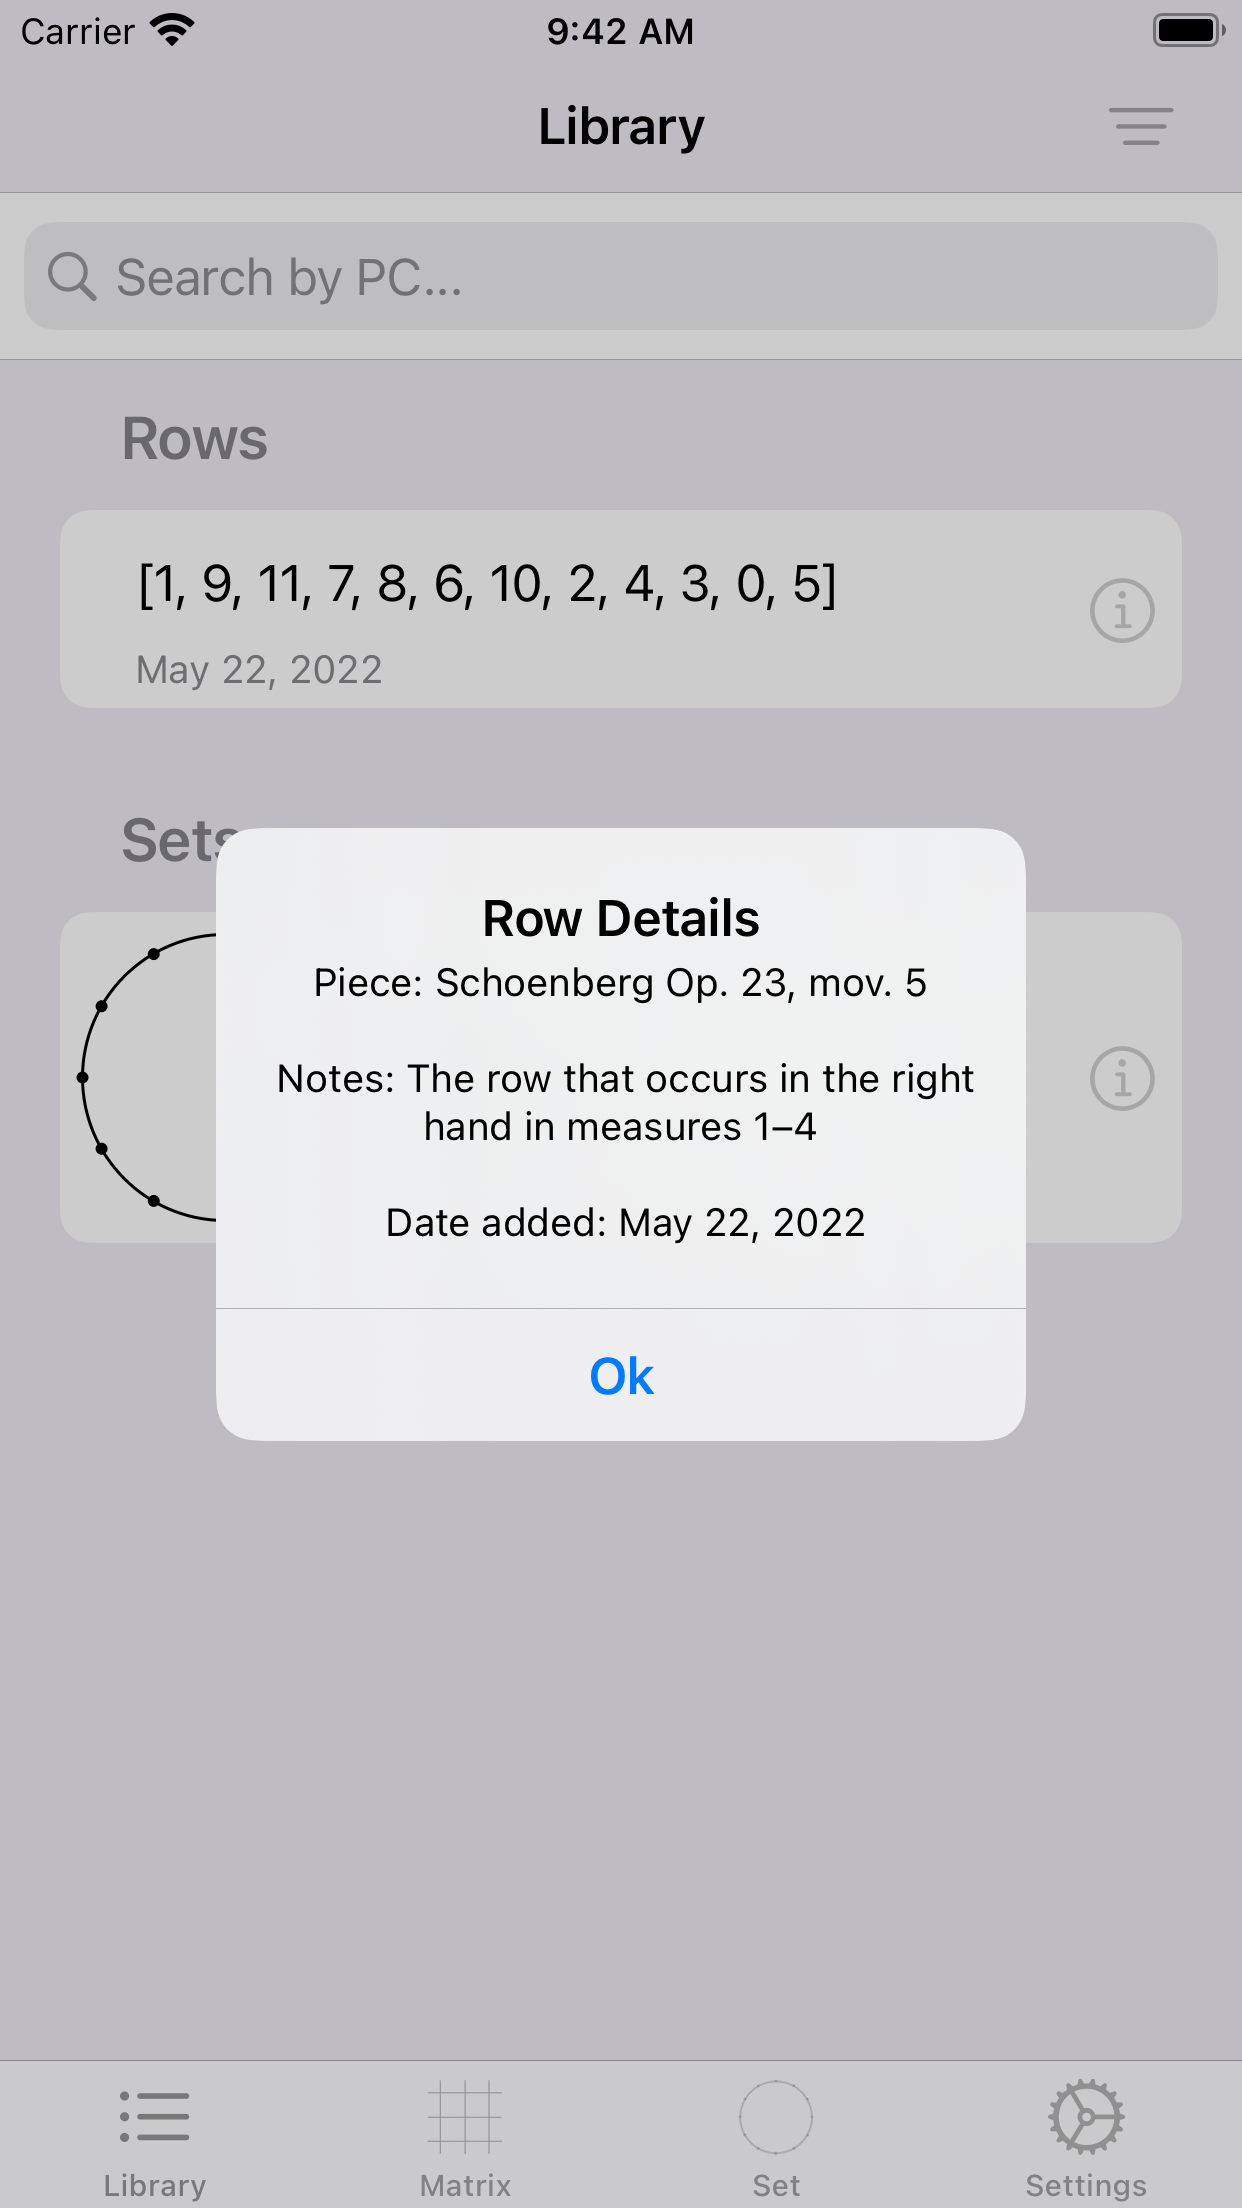 Carrier 9:42 AM
Library
Search by PC...
Rows
[1, 9, 11, 7, 8, 6, 10, 2, 4, 3, 0, 5]
May 22, 2022
Sets
Row Details
Piece: Schoenberg Op. 23, mov. 5
Notes: The row that occurs in the right
hand in measures 1–4
Date added: May 22, 2022
Ok
Library Matrix Set Settings